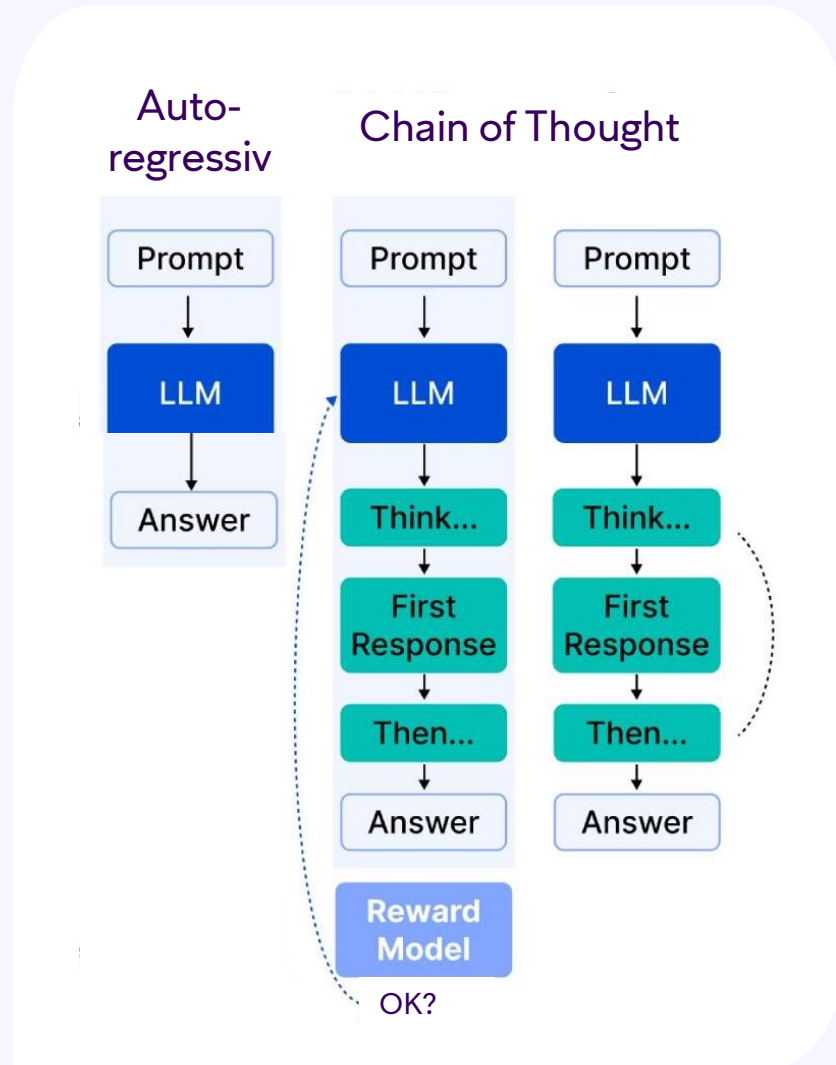 Auto-
regressiv
Chain of Thought
Prompt
LLM
Answer
Prompt
LLM
Think...
First
Response
Then...
Answer
Reward
Model
OK?
Prompt
LLM
Think...
First
Response
Then...
Answer